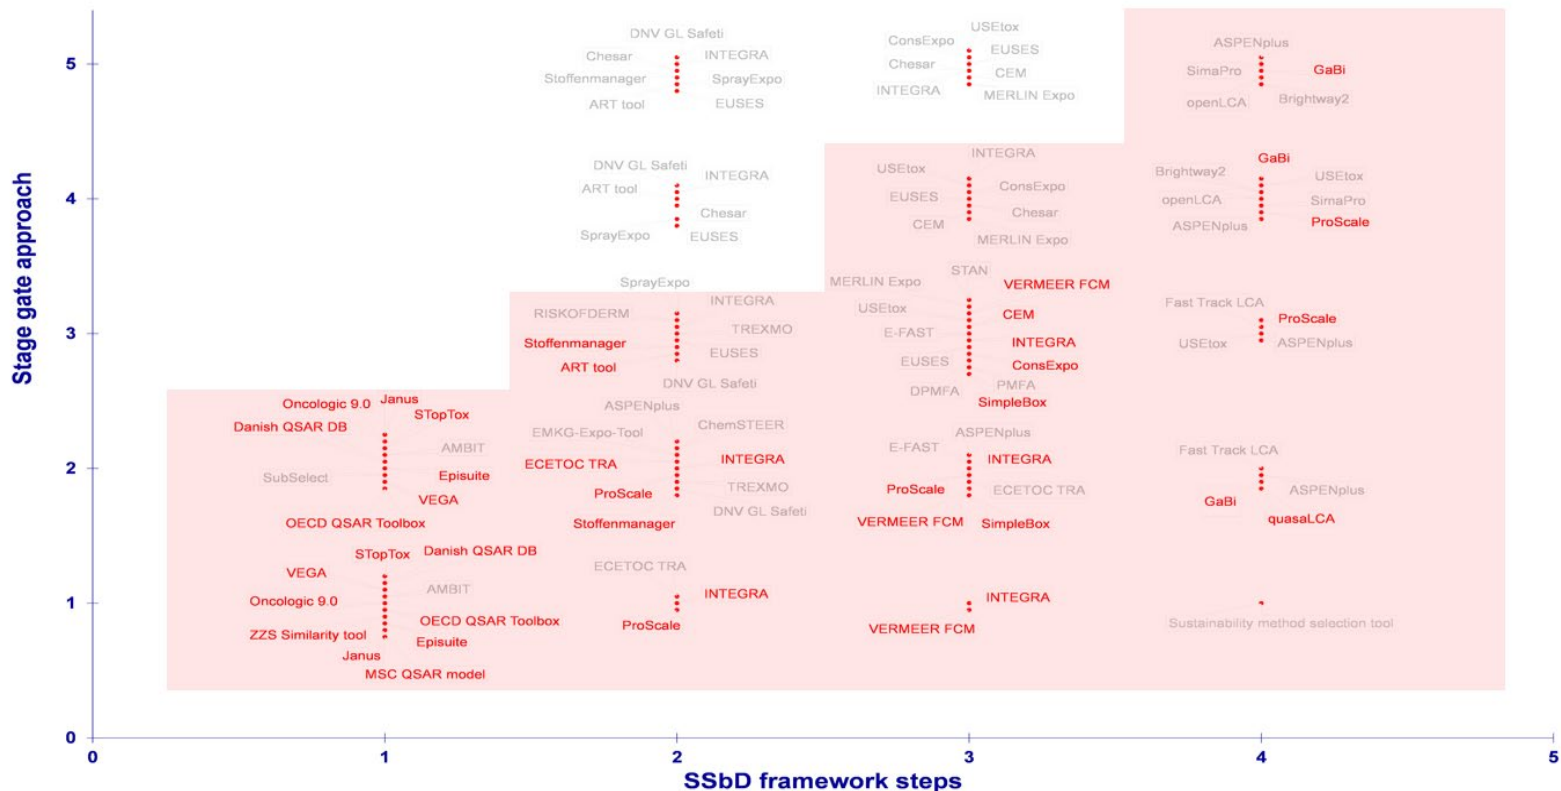 DNV GL Safeti
Chesar
INTEGRA
Stoffenmanager
SprayExpo
ART tool
EUSES
USEtox
ConsExpo
EUSES
Chesar
CEM
INTEGRA
MERLIN Expo
ASPENplus
SimaPro
GaBi
openLCA
Brightway2
5
DNV GL Safeti
INTEGRA
ART tool
Chesar
SprayExpo
EUSES
INTEGRA
USEtox
ConsExpo
EUSES
Chesar
CEM
MERLIN Expo
GaBi
Brightway2
USEtox
openLCA
SimaPro
ASPENplus
ProScale
4
Stage gate approach
SprayExpo
INTEGRA
RISKOFDERM
TREXMO
Stoffenmanager
EUSES
ART tool
DNV GL Safeti
STAN
MERLIN Expo
VERMEER FCM
USEtox
CEM
E-FAST
INTEGRA
EUSES
ConsExpo
PMFA
DPMFA
SimpleBox
Fast Track LCA
ProScale
USEtox
ASPENplus
3
Janus
Oncologic 9.0
STopTox
Danish QSAR DB
AMBIT
SubSelect
Episuite
VEGA
OECD QSAR Toolbox
ASPENplus
ChemSTEER
EMKG-Expo-Tool
ECETOC TRA
INTEGRA
ProScale
TREXMO
DNV GL Safeti
Stoffenmanager
ASPENplus
E-FAST
INTEGRA
ProScale
ECETOC TRA
VERMEER FCM
SimpleBox
Fast Track LCA
ASPENplus
GaBi
quasaLCA
2
STopTox
Danish QSAR DB
VEGA
AMBIT
Oncologic 9.0
OECD QSAR Toolbox
ZZS Similarity tool
Episuite
Janus
MSC QSAR model
ECETOC TRA
INTEGRA
ProScale
INTEGRA
VERMEER FCM
Sustainability method selection tool
1
0
0
1
2
3
4
5
SSbD framework steps